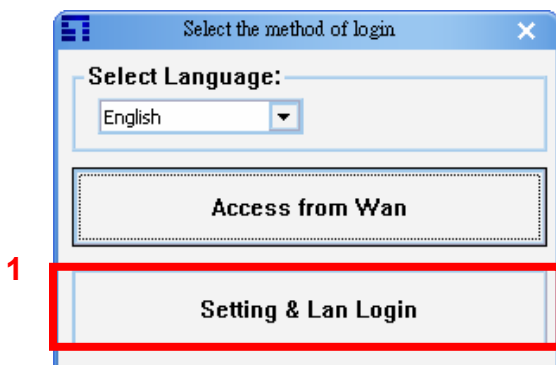 Select the method of login
Select Language:
English
Access from Wan
1
Setting & Lan Login